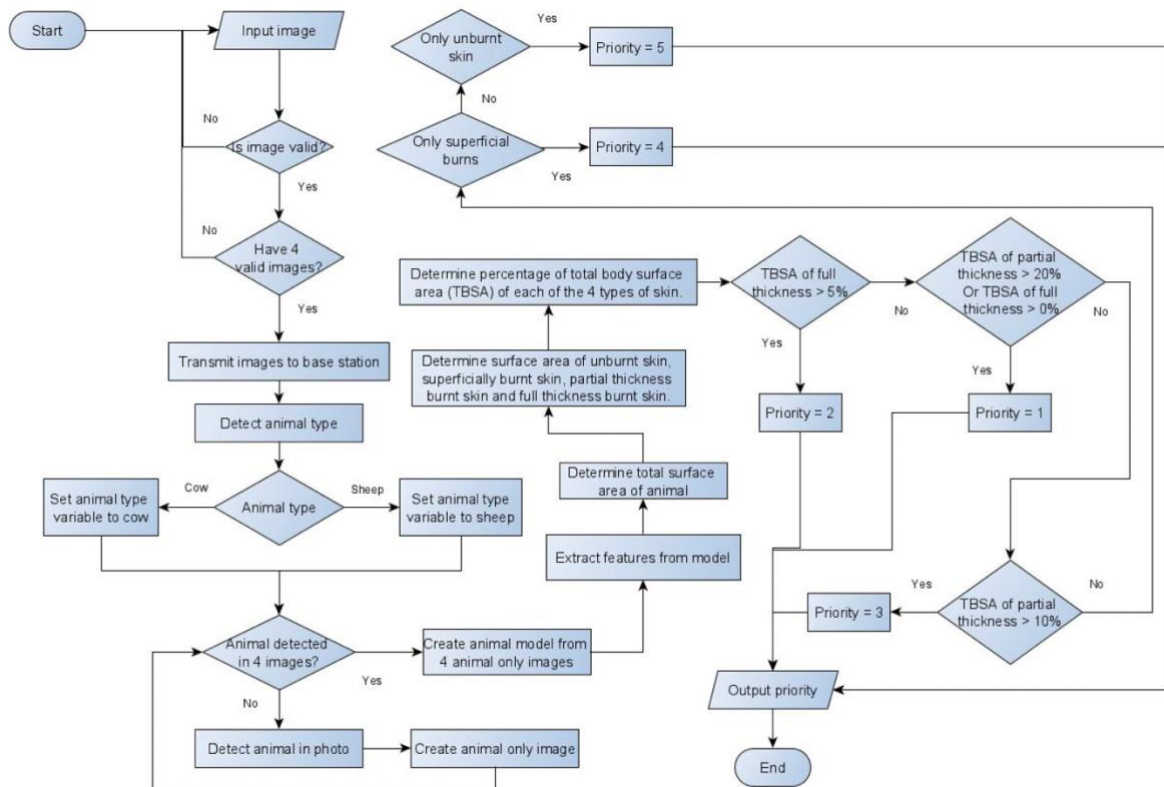 Start
Input image
No
Is image valid?
Yes
No
Have 4
valid images?
Yes
Transmit images to base station
Detect animal type
Cow
Animal type
Sheep
Set animal type
variable to cow
Set animal type
variable to sheep
Animal detected
in 4 images?
Yes
No
Detect animal in photo
Create animal only image
Create animal model from
4 animal only images
Extract features from model
Determine total surface
area of animal
Determine surface area of unburnt skin,
superficially burnt skin, partial thickness
burnt skin and full thickness burnt skin.
Determine percentage of total body surface
area (TBSA) of each of the 4 types of skin.
TBSA of full
thickness > 5%
No
Yes
Priority = 2
TBSA of partial
thickness > 20%
Or TBSA of full
thickness > 0%
No
Yes
Priority = 1
TBSA of partial
thickness > 10%
Yes
No
Priority = 3
Only superficial
burns
Yes
Priority = 4
No
Only unburnt
skin
Yes
Priority = 5
Output priority
End